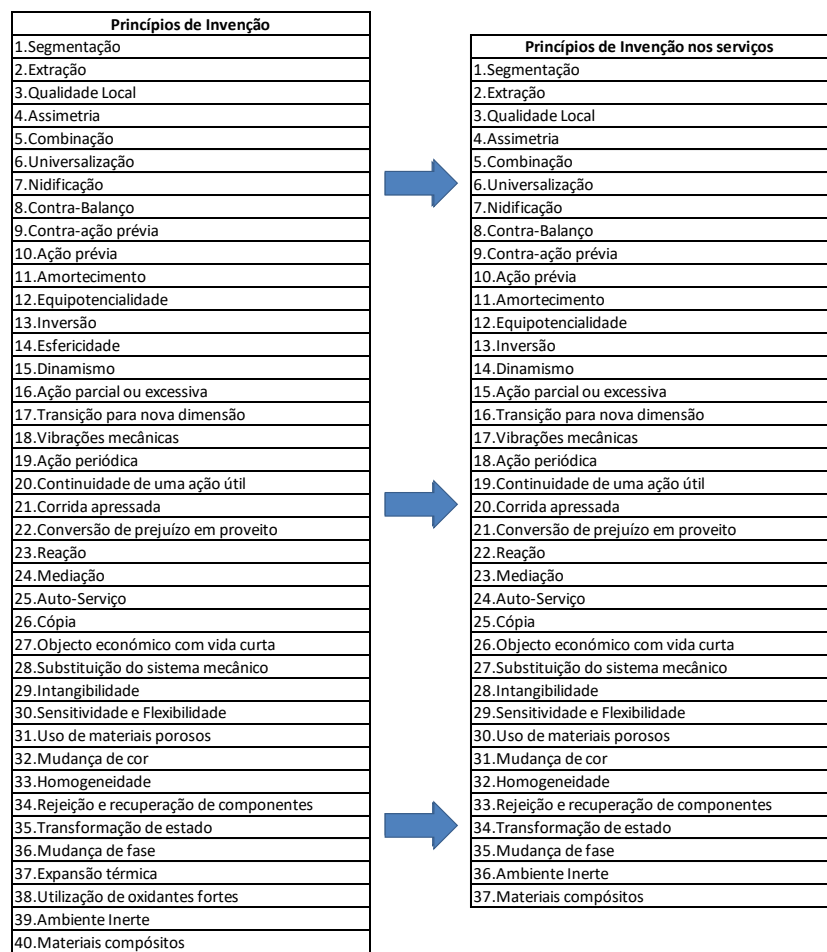 Princípios de Invenção
1.Segmentação
2.Extração
3.Qualidade Local
4.Assimetria
5.Combinação
6.Universalização
7.Nidificação
8.Contra-Balanço
9.Contra-ação prévia
10.Ação prévia
11.Amortecimento
12.Equipotencialidade
13.Inversão
14.Esfericidade
15.Dinamismo
16.Ação parcial ou excessiva
17.Transição para nova dimensão
18.Vibrações mecânicas
19.Ação periódica
20.Continuidade de uma ação útil
21.Corrida apressada
22.Conversão de prejuízo em proveito
23.Reação
24.Mediação
25.Auto-Serviço
26.Cópia
27.Objecto económico com vida curta
28.Substituição do sistema mecânico
29.Intangibilidade
30.Sensitividade e Flexibilidade
31.Uso de materiais porosos
32.Mudança de cor
33.Homogeneidade
34.Rejeição e recuperação de componentes
35.Transformação de estado
36.Mudança de fase
37.Expansão térmica
38.Utilização de oxidantes fortes
39.Ambiente Inerte
40.Materiais compósitos
Princípios de Invenção nos serviços
1.Segmentação
2.Extração
3.Qualidade Local
4.Assimetria
5.Combinação
6.Universalização
7.Nidificação
8.Contra-Balanço
9.Contra-ação prévia
10.Ação prévia
11.Amortecimento
12.Equipotencialidade
13.Inversão
14.Dinamismo
15.Ação parcial ou excessiva
16.Transição para nova dimensão
17.Vibrações mecânicas
18.Ação periódica
19.Continuidade de uma ação útil
20.Corrida apressada
21.Conversão de prejuízo em proveito
22.Reação
23.Mediação
24.Auto-Serviço
25.Cópia
26.Objecto económico com vida curta
27.Substituição do sistema mecânico
28.Intangibilidade
29.Sensitividade e Flexibilidade
30.Uso de materiais porosos
31.Mudança de cor
32.Homogeneidade
33.Rejeição e recuperação de componentes
34.Transformação de estado
35.Mudança de fase
36.Ambiente Inerte
37.Materiais compósitos